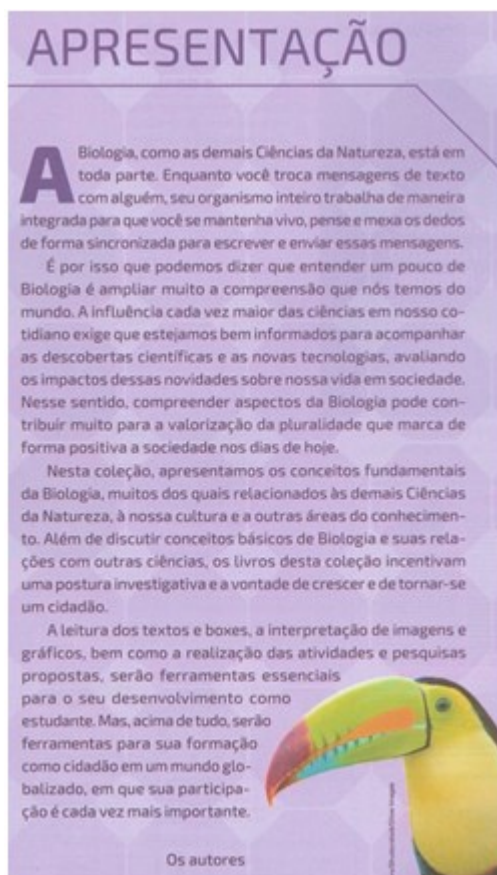 APRESENTAÇÃO
A Biologia, como as demais Ciências da Natureza, está em
toda parte. Enquanto você troca mensagens de texto
com alguém, seu organismo inteiro trabalha de maneira
integrada para que você se mantenha vivo, pense e mexa os dedos
de forma sincronizada para escrever e enviar essas mensagens.
É por isso que podemos dizer que entender um pouco de
Biologia é ampliar muito a compreensão que nós temos do
mundo. A influência cada vez maior das ciências em nosso co-
tidiano exige que estejamos bem informados para acompanhar
as descobertas científicas e as novas tecnologias, avaliando
os impactos dessas novidades sobre nossa vida em sociedade.
Nesse sentido, compreender aspectos da Biologia pode con-
tribuir muito para a valorização da pluralidade que marca de
forma positiva a sociedade nos dias de hoje.
Nesta coleção, apresentamos os conceitos fundamentais
da Biologia, muitos dos quais relacionados às demais Ciências
da Natureza, à nossa cultura e a outras áreas do conhecimen-
to. Além de discutir conceitos básicos de Biologia e suas rela-
ções com outras ciências, os livros desta coleção incentivam
uma postura investigativa e a vontade de crescer e de tornar-se
um cidadão.
A leitura dos textos e boxes, a interpretação de imagens e
gráficos, bem como a realização das atividades e pesquisas
propostas, serão ferramentas essenciais
para o seu desenvolvimento como
estudante. Mas, acima de tudo, serão
ferramentas para sua formação
como cidadão em um mundo glo-
balizado, em que sua participa-
ção é cada vez mais importante.
Os autores